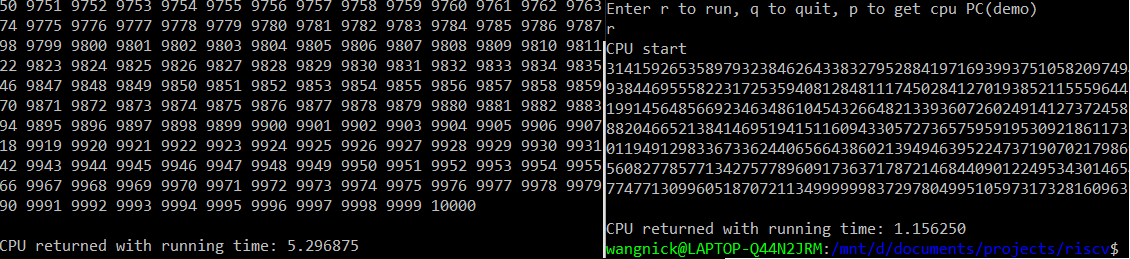 50 9751 9752 9753 9754 9755 9756 9757 9758 9759 9760 9761 9762 9763
74 9775 9776 9777 9778 9779 9780 9781 9782 9783 9784 9785 9786 9787
98 9799 9800 9801 9802 9803 9804 9805 9806 9807 9808 9809 9810 9811
22 9823 9824 9825 9826 9827 9828 9829 9830 9831 9832 9833 9834 9835
46 9847 9848 9849 9850 9851 9852 9853 9854 9855 9856 9857 9858 9859
70 9871 9872 9873 9874 9875 9876 9877 9878 9879 9880 9881 9882 9883
94 9895 9896 9897 9898 9899 9900 9901 9902 9903 9904 9905 9906 9907
18 9919 9920 9921 9922 9923 9924 9925 9926 9927 9928 9929 9930 9931
42 9943 9944 9945 9946 9947 9948 9949 9950 9951 9952 9953 9954 9955
66 9967 9968 9969 9970 9971 9972 9973 9974 9975 9976 9977 9978 9979
90 9991 9992 9993 9994 9995 9996 9997 9998 9999 10000
CPU returned with running time: 5.296875
Enter r to run, q to quit, p to get cpu PC(demo)
r
CPU start
31415926535897932384626433832795288419716939937510582097494
93844695558223172535940812848111745028412701938521155596446
19914564856692346348610454326648213393607260249141273724587
88204665213841469519415116094330572736575959195309218611738
01194912983367336244065664386021394946395224737190702179860
56082778577134275778960917363717872146844090122495343014654
77477130996051870721134999999837297804995105973173281609631
CPU returned with running time: 1.156250
wangnick@LAPTOP-Q44N2JRM:/mnt/d/documents/projects/riscv$